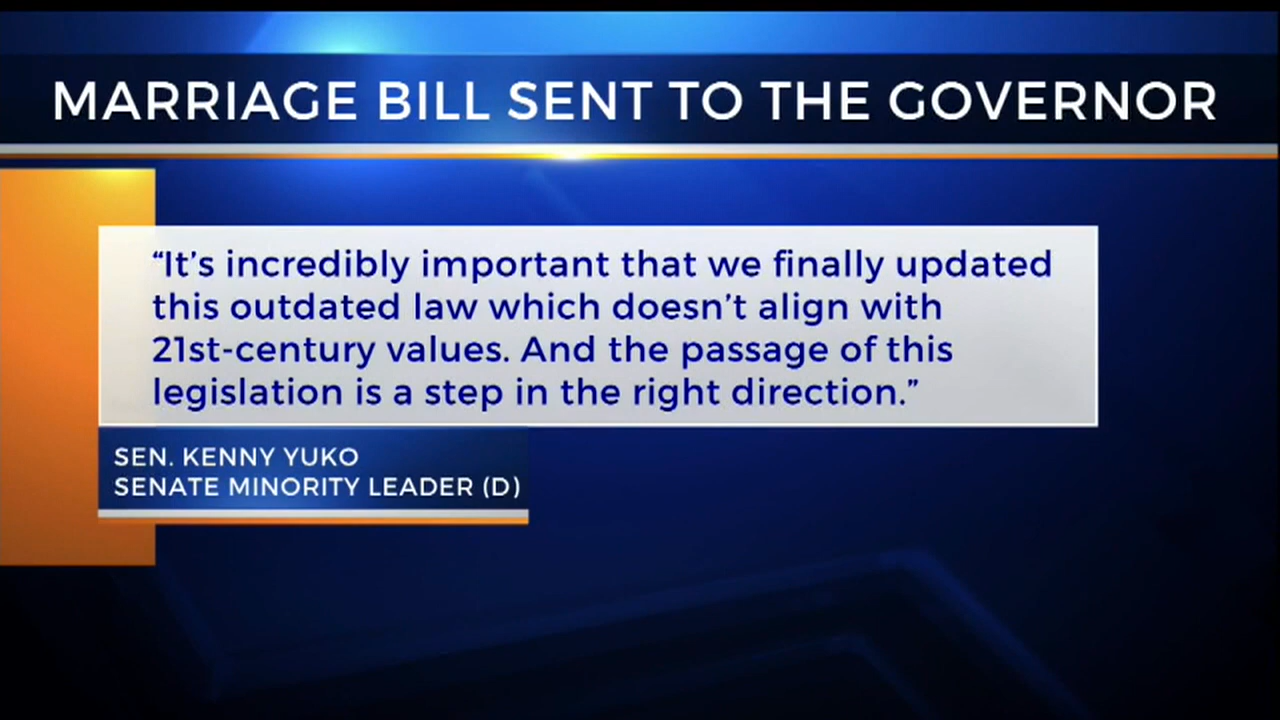 MARRIAGE BILL SENT TO THE GOVERNOR
“It’s incredibly important that we finally updated
this outdated law which doesn’t align with
21st-century values. And the passage of this
legislation is a step in the right direction.”
SEN. KENNY YUKO
SENATE MINORITY LEADER (D)